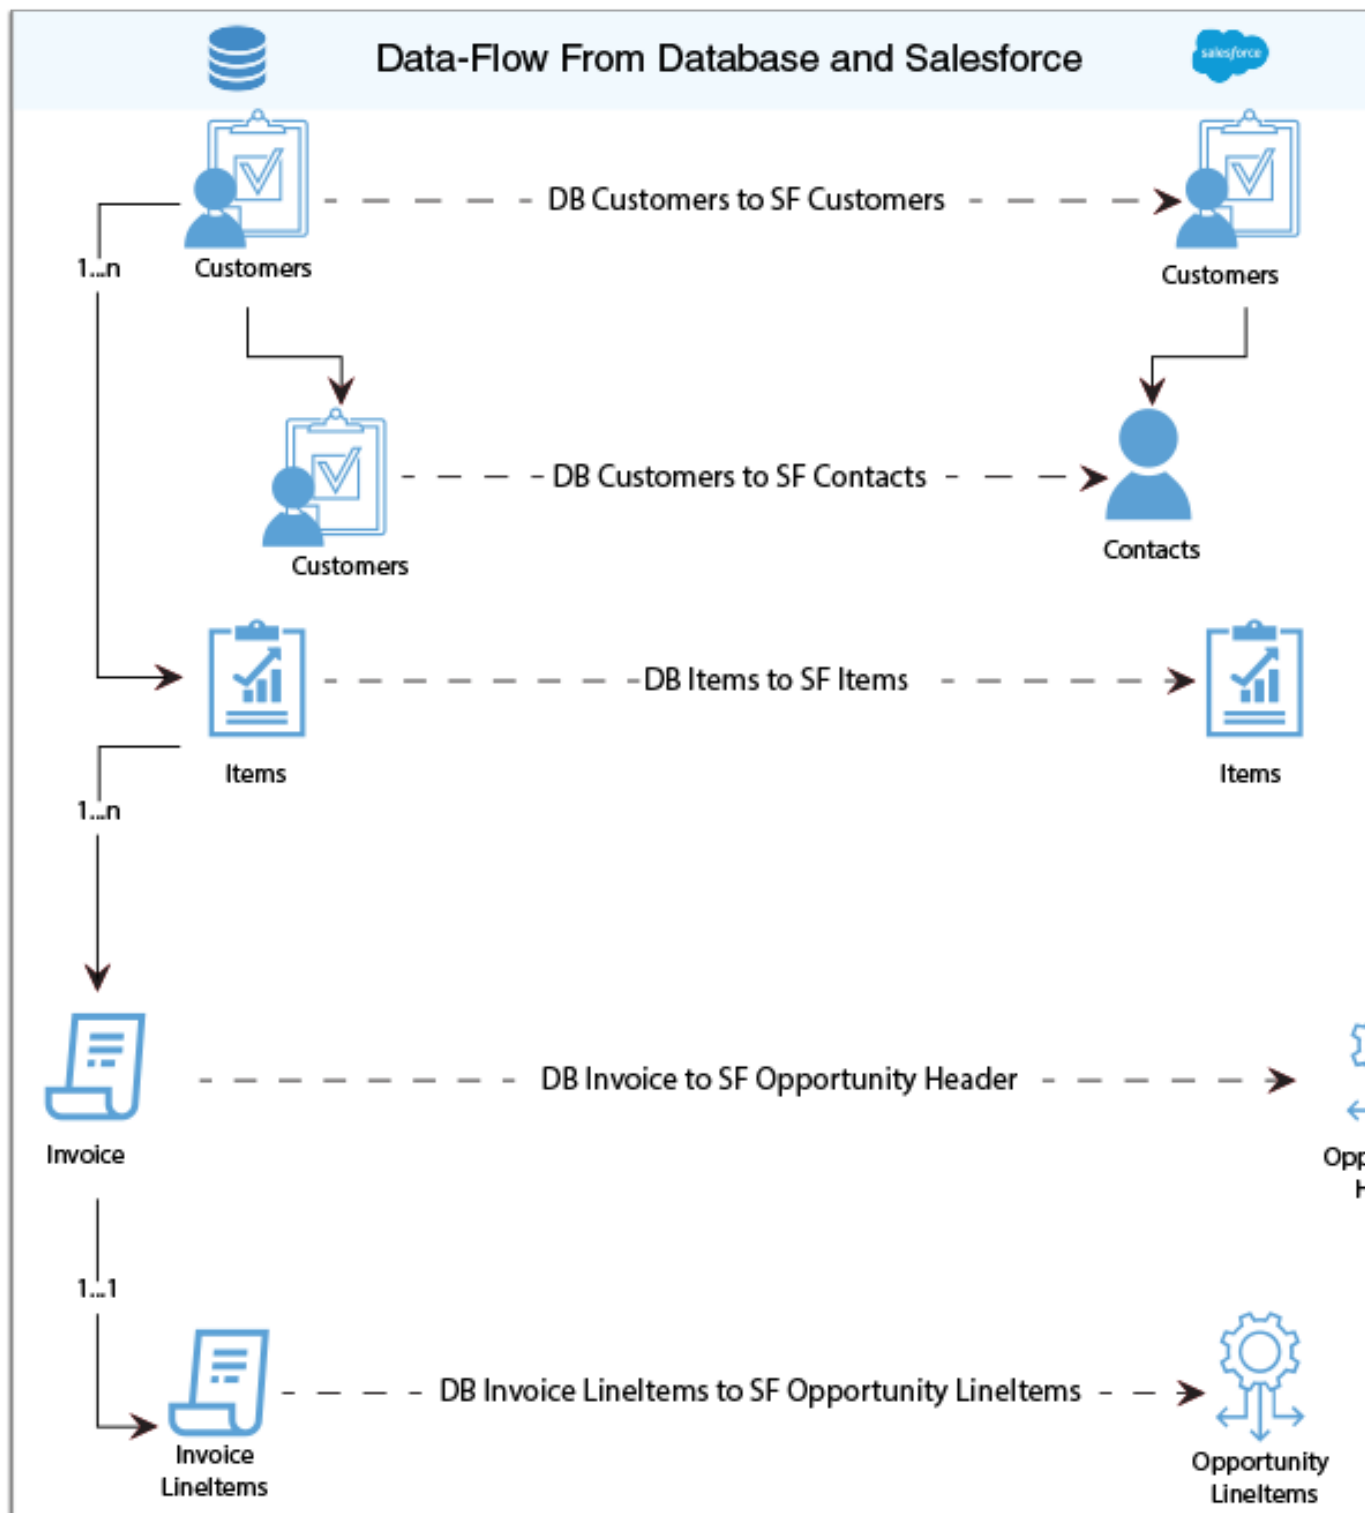 Data-Flow From Database and Salesforce
salesforce
DB Customers to SF Customers
1...n
Customers
Customers
DB Customers to SF Contacts
Customers
Contacts
DB Items to SF Items
Items
Items
1...n
DB Invoice to SF Opportunity Header
Invoice
1...1
DB Invoice LineItems to SF Opportunity LineItems
Invoice
LineItems
Opportunity
LineItems